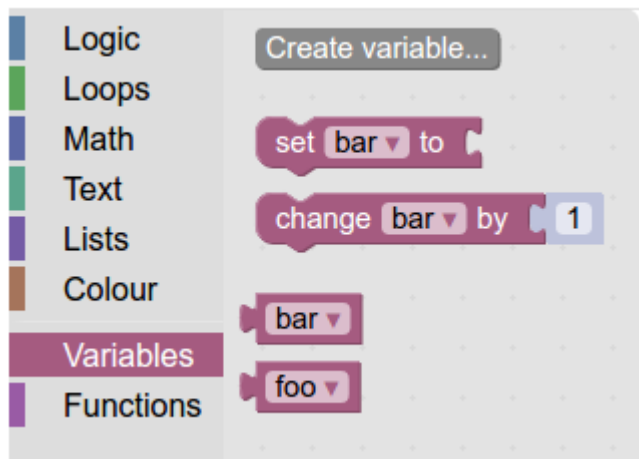 Logic
Loops
Math
Text
Lists
Colour
Variables
Functions
Create variable...
set bar ▾ to
change bar ▾ by 1
bar ▾
foo ▾